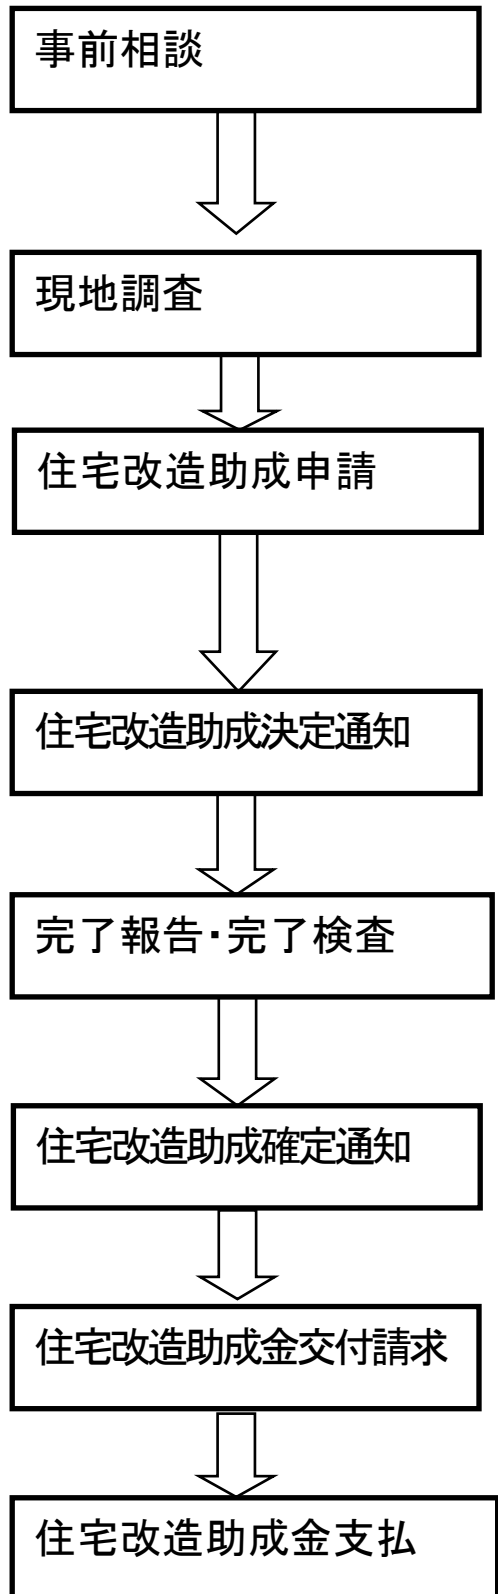 事前相談
現地調査
住宅改造助成申請
住宅改造助成決定通知
完了報告・完了検査
住宅改造助成確定通知
住宅改造助成金交付請求
住宅改造助成金支払